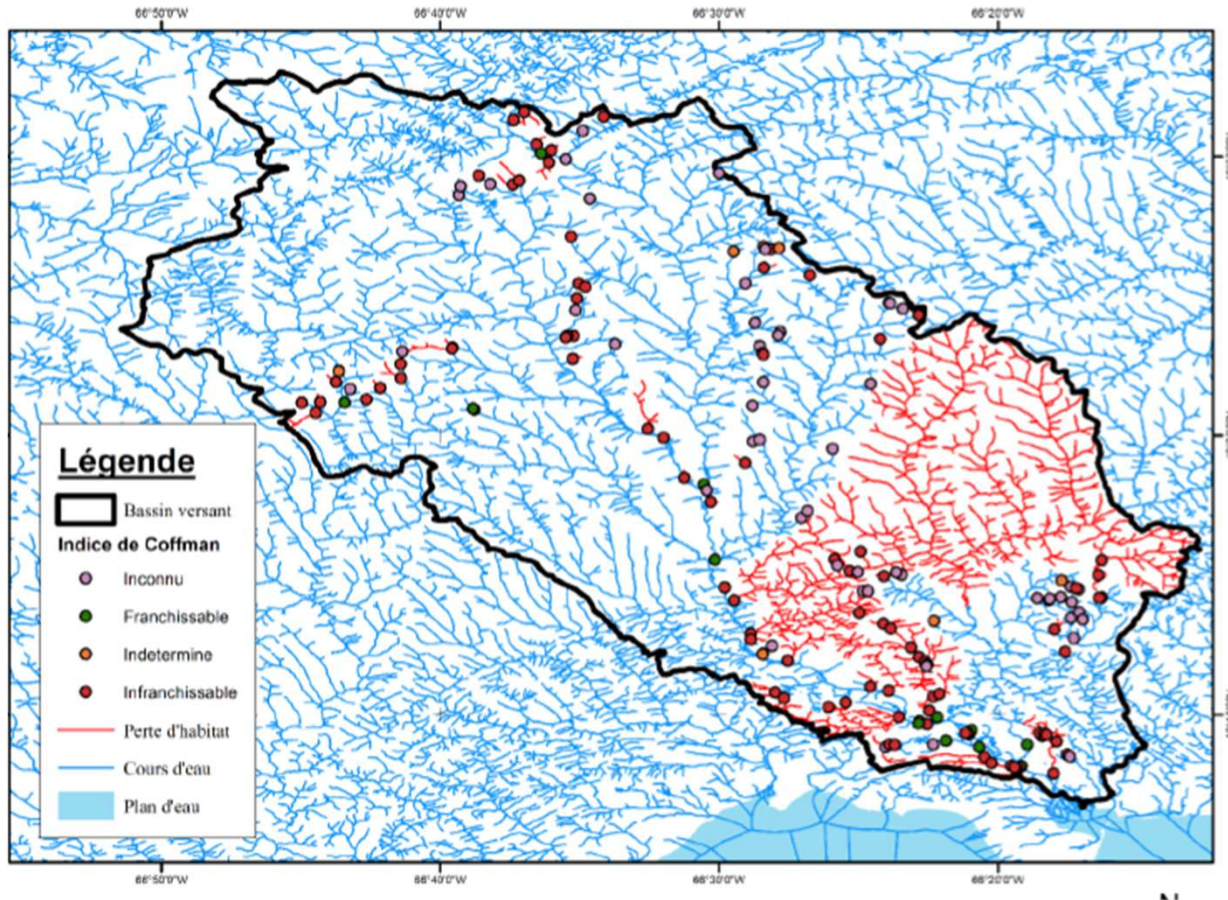 66°50'0"W 66°40'0"W 66°30'0"W 66°20'0"W
Légende
Bassin versant
Indice de Coffman
Inconnu
Franchissable
Indetermine
Infranchissable
Perte d'habitat
Cours d'eau
Plan d'eau
66°50'0"W 66°40'0"W 66°30'0"W 66°20'0"W
N